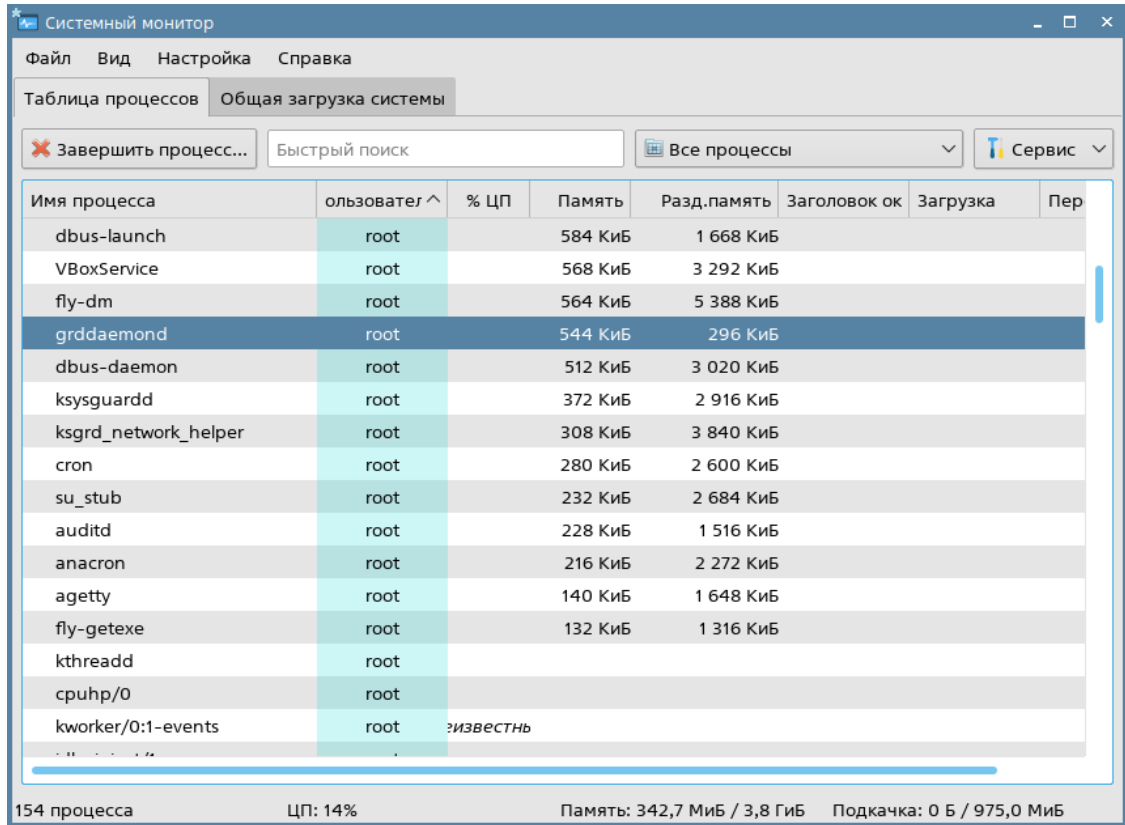 Системный монитор
Файл Вид Настройка Справка
Таблица процессов Общая загрузка системы
Завершить процесс... Быстрый поиск Все процессы Сервис
Имя процесса ользовател % ЦП Память Разд.память Заголовок ок Загрузка Пер
dbus-launch root 584 КиБ 1 668 КиБ
VBoxService root 568 КиБ 3 292 КиБ
fly-dm root 564 КиБ 5 388 КиБ
grddaemond root 544 КиБ 296 КиБ
dbus-daemon root 512 КиБ 3 020 КиБ
ksysguardd root 372 КиБ 2 916 КиБ
ksgrd_network_helper root 308 КиБ 3 840 КиБ
cron root 280 КиБ 2 600 КиБ
su_stub root 232 КиБ 2 684 КиБ
auditd root 228 КиБ 1 516 КиБ
anacron root 216 КиБ 2 272 КиБ
agetty root 140 КиБ 1 648 КиБ
fly-getexe root 132 КиБ 1 316 КиБ
kthreadd root
cpuhp/0 root
kworker/0:1-events root еизвестнь
154 процесса ЦП: 14% Память: 342,7 МиБ / 3,8 ГиБ Подкачка: 0 Б / 975,0 МиБ